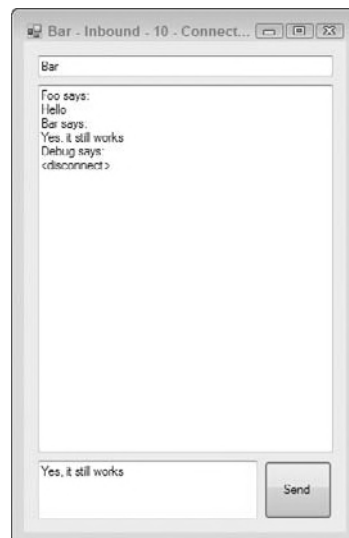 Bar - Inbound - 10 - Connect...
Bar
Foo says:
Hello
Bar says:
Yes, it still works
Debug says:
<disconnect>
Yes, it still works
Send